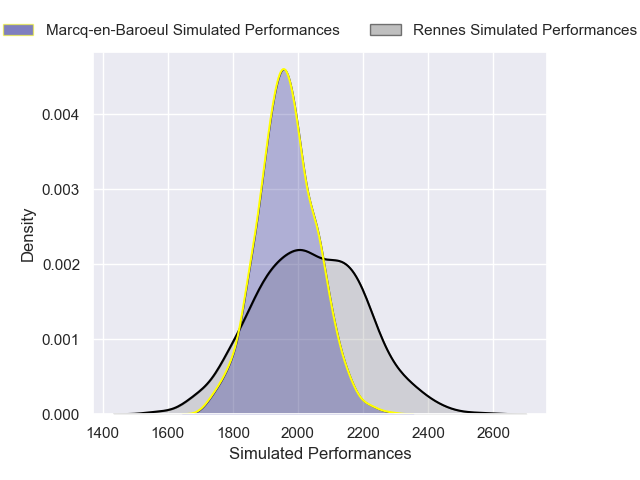 Marcq-en-Baroeul Simulated Performances
Rennes Simulated Performances
Density
0.004
0.003
0.002
0.001
0.000
1400 1600 1800 2000 2200 2400 2600
Simulated Performances